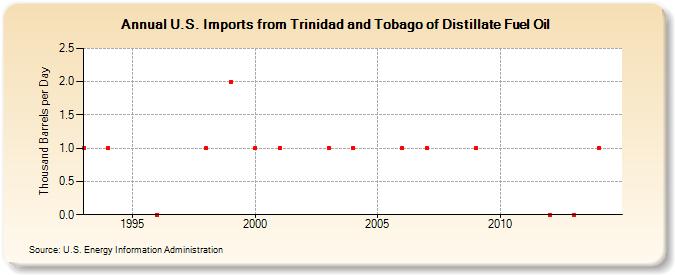 Annual U.S. Imports from Trinidad and Tobago of Distillate Fuel Oil
Thousand Barrels per Day
2.5
2.0
1.5
1.0
0.5
0.0
1995 2000 2005 2010
Source: U.S. Energy Information Administration